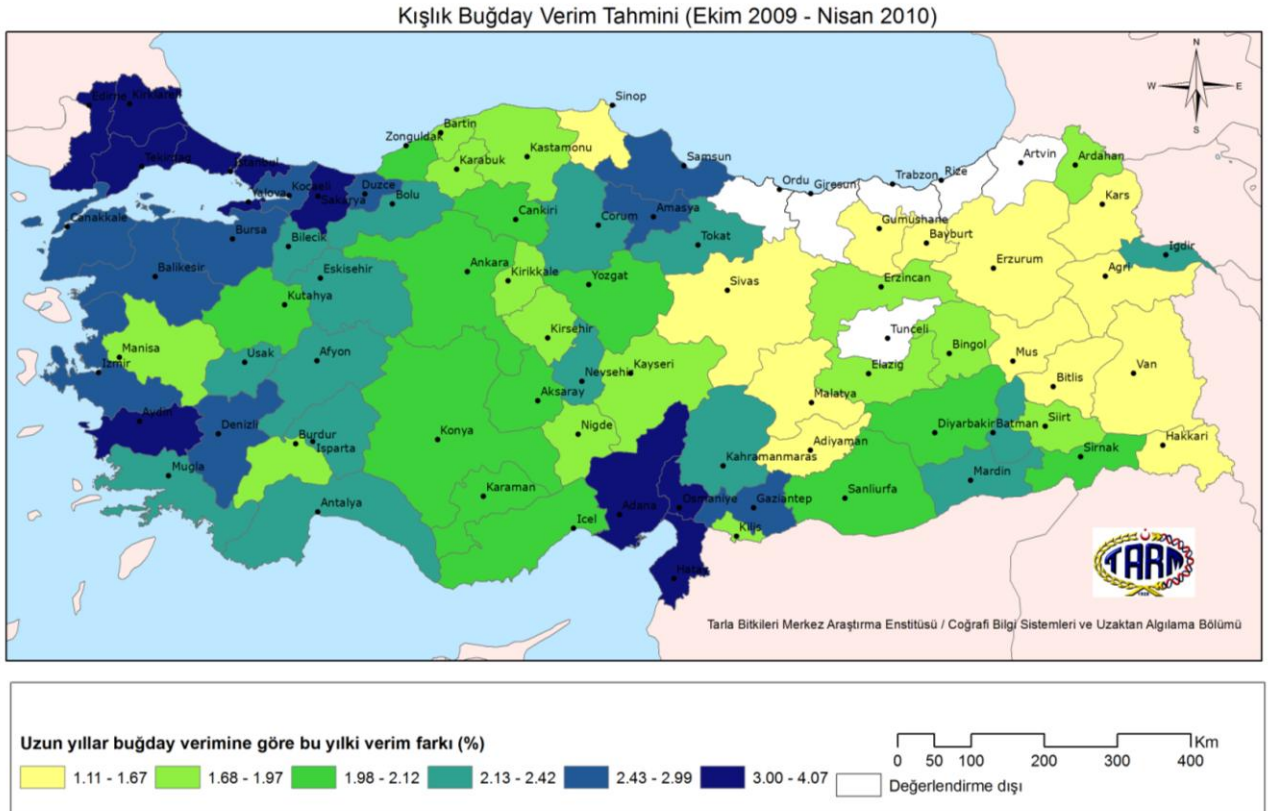 Kışlık Buğday Verim Tahmini (Ekim 2009 - Nisan 2010)
N
W
E
S
Edirne
Kirklareli
Tekirdag
Istanbul
Yalova
Kocaeli
Sakarya
Duzce
Bolu
Zonguldak
Bartin
Karabuk
Kastamonu
Sinop
Samsun
Ordu
Giresun
Trabzon
Rize
Artvin
Ardahan
Kars
Canakkale
Balikesir
Bursa
Bilecik
Eskisehir
Kutahya
Ankara
Cankiri
Kirikkale
Corum
Amasya
Tokat
Yozgat
Sivas
Gumushane
Bayburt
Erzincan
Erzurum
Agri
Igdir
Manisa
Izmir
Usak
Afyon
Kirsehir
Nevsehi
Kayseri
Aksaray
Tunceli
Elazig
Bingol
Mus
Bitlis
Van
Malatya
Aydin
Denizli
Burdur
Isparta
Konya
Nigde
Kahramanmaras
Adiyaman
Diyarbakir
Batman
Siirt
Sirnak
Hakkari
Mardin
Mugla
Antalya
Karaman
Icel
Adana
Osmaniye
Gaziantep
Kilis
Sanliurfa
Hatay
TARM
Tarla Bitkileri Merkez Araştırma Enstitüsü / Coğrafi Bilgi Sistemleri ve Uzaktan Algılama Bölümü
Uzun yıllar buğday verimine göre bu yılki verim farkı (%)
1.11 - 1.67
1.68 - 1.97
1.98 - 2.12
2.13 - 2.42
2.43 - 2.99
3.00 - 4.07
Değerlendirme dışı
Km
0 50 100 200 300 400